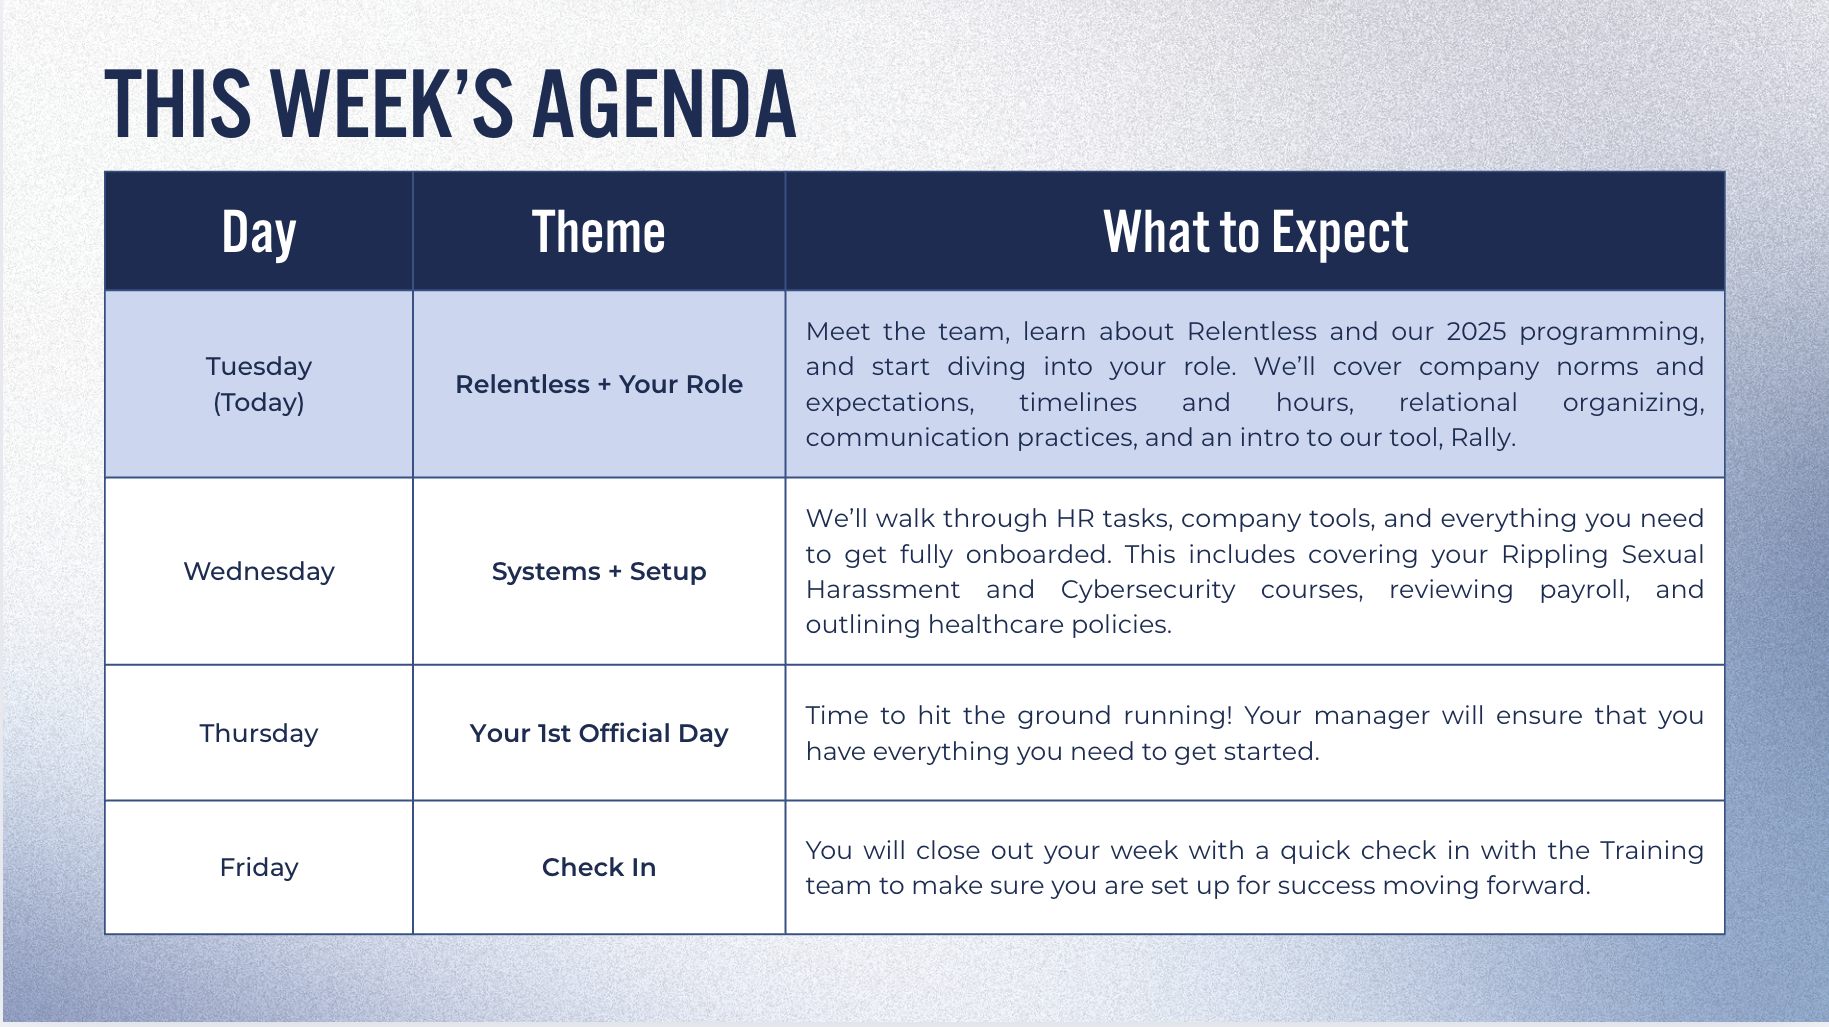 THIS WEEK’S AGENDA
Day
Theme
What to Expect
Tuesday
(Today)
Relentless + Your Role
Meet the team, learn about Relentless and our 2025 programming,
and start diving into your role. We’ll cover company norms and
expectations, timelines and hours, relational organizing,
communication practices, and an intro to our tool, Rally.
Wednesday
Systems + Setup
We’ll walk through HR tasks, company tools, and everything you need
to get fully onboarded. This includes covering your Rippling Sexual
Harassment and Cybersecurity courses, reviewing payroll, and
outlining healthcare policies.
Thursday
Your 1st Official Day
Time to hit the ground running! Your manager will ensure that you
have everything you need to get started.
Friday
Check In
You will close out your week with a quick check in with the Training
team to make sure you are set up for success moving forward.